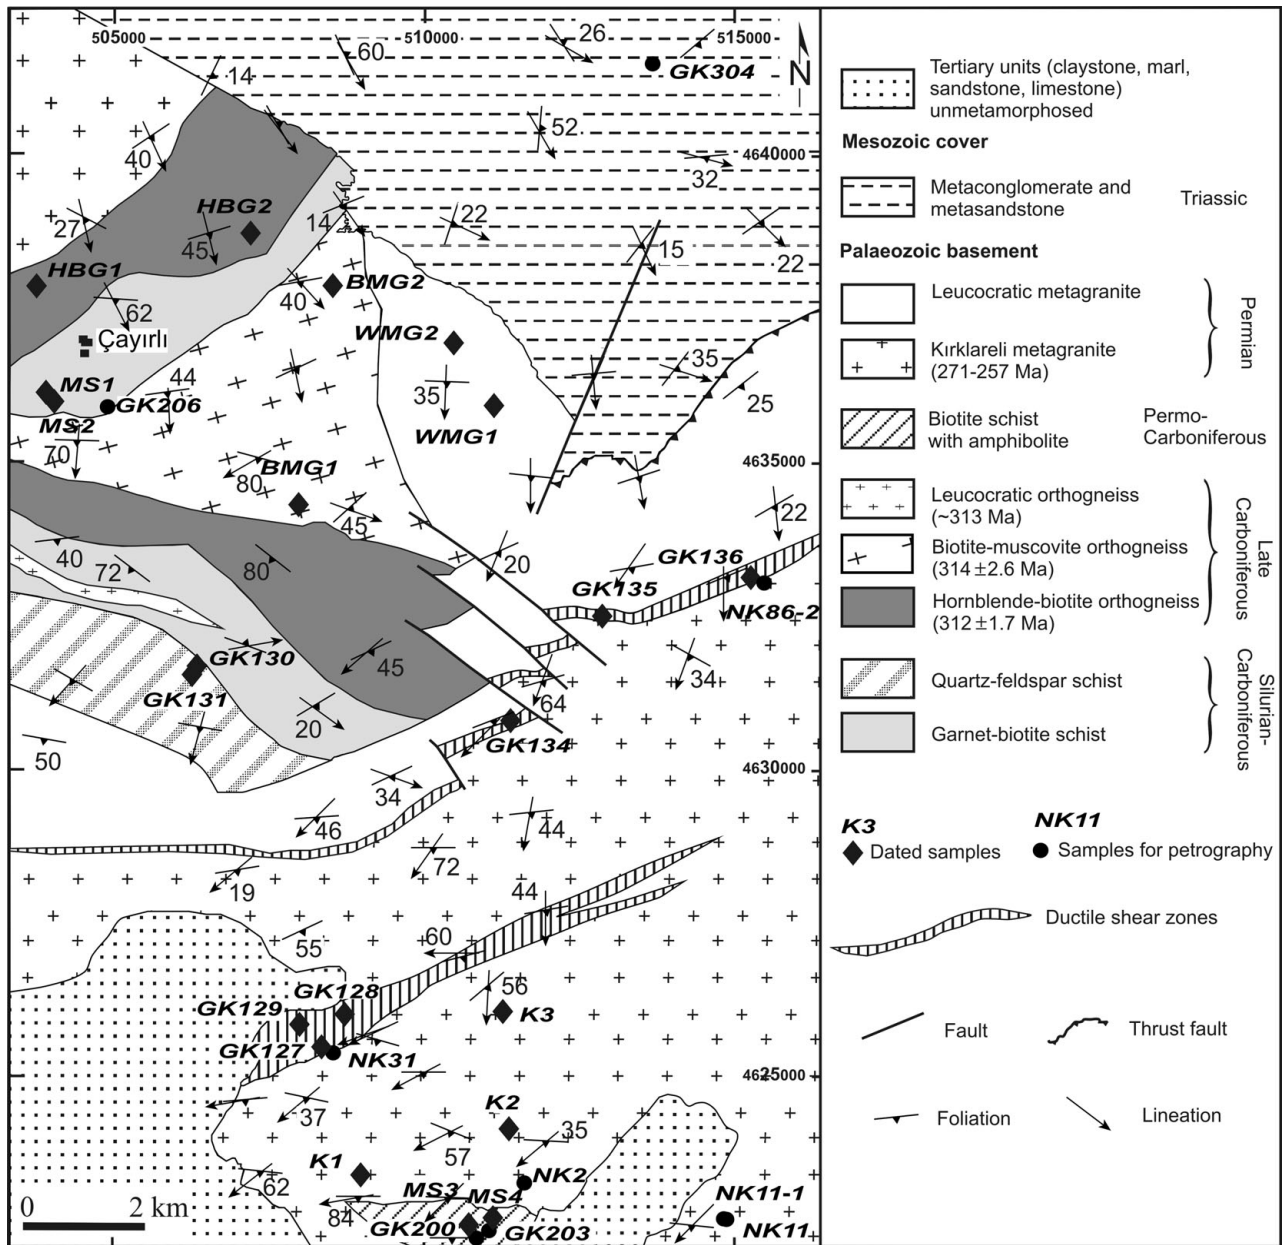 505000
510000
515000
26
60
GK304
14
N
52
40
4640000
32
HBG2
14
22
27
45
15
22
HBG1
BMG2
62
40
Çayırlı
WMG2
44
35
35
MS1
GK206
25
MS2
WMG1
70
BMG1
4635000
80
45
22
40
20
GK136
72
80
GK135
NK86-2
GK130
45
34
GK131
64
20
GK134
50
4630000
34
46
44
72
19
44
55
60
56
GK128
GK129
K3
GK127
NK31
4625000
37
K2
35
57
K1
NK2
62
MS3
MS4
NK11-1
84
GK200
GK203
NK11
0 2 km
Tertiary units (claystone, marl,
sandstone, limestone)
unmetamorphosed
Mesozoic cover
Metaconglomerate and
metasandstone
Triassic
Palaeozoic basement
Leucocratic metagranite
Kırklareli metagranite
(271-257 Ma)
Permian
Biotite schist
with amphibolite
Permo-
Carboniferous
Leucocratic orthogneiss
(~313 Ma)
Biotite-muscovite orthogneiss
(314 ±2.6 Ma)
Hornblende-biotite orthogneiss
(312 ±1.7 Ma)
Late
Carboniferous
Quartz-feldspar schist
Garnet-biotite schist
Silurian-
Carboniferous
K3
Dated samples
NK11
Samples for petrography
Ductile shear zones
Fault
Thrust fault
Foliation
Lineation